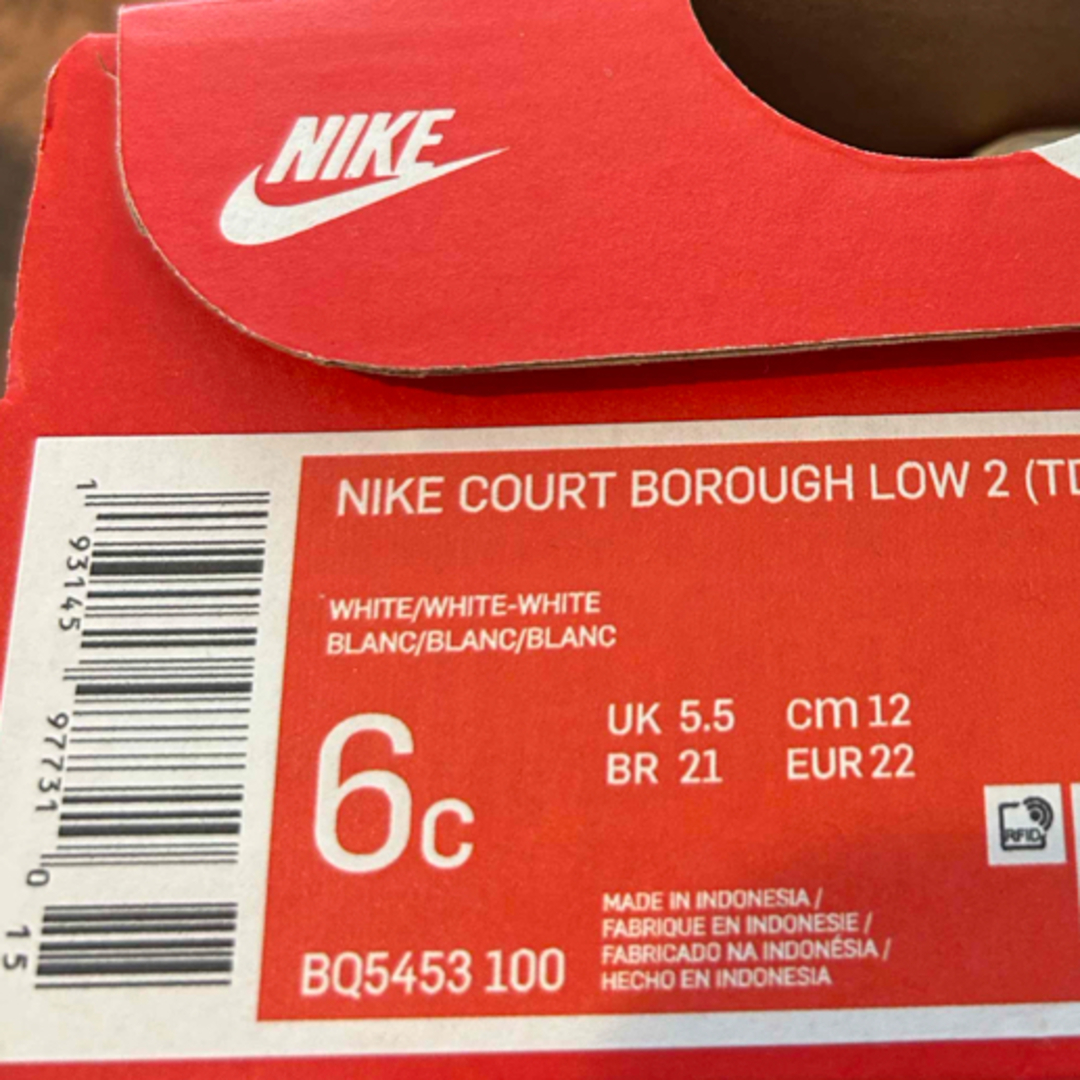 NIKE
NIKE COURT BOROUGH LOW 2 (TD
WHITE/WHITE-WHITE
BLANC/BLANC/BLANC
6C
UK 5.5 cm 12
BR 21 EUR 22
RFID
MADE IN INDONESIA /
FABRIQUE EN INDONESIE /
FABRICADO NA INDONÉSIA /
HECHO EN INDONESIA
BQ5453 100
1 93145 97731 0
15